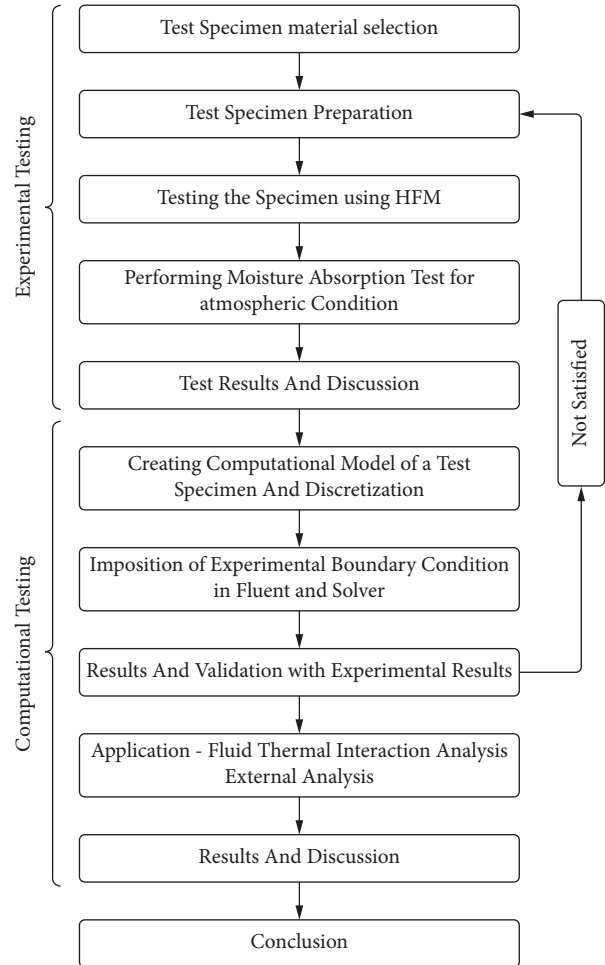 Experimental Testing
Test Specimen material selection
Test Specimen Preparation
Testing the Specimen using HFM
Performing Moisture Absorption Test for
atmospheric Condition
Test Results And Discussion
Not Satisfied
Computational Testing
Creating Computational Model of a Test
Specimen And Discretization
Imposition of Experimental Boundary Condition
in Fluent and Solver
Results And Validation with Experimental Results
Application - Fluid Thermal Interaction Analysis
External Analysis
Results And Discussion
Conclusion